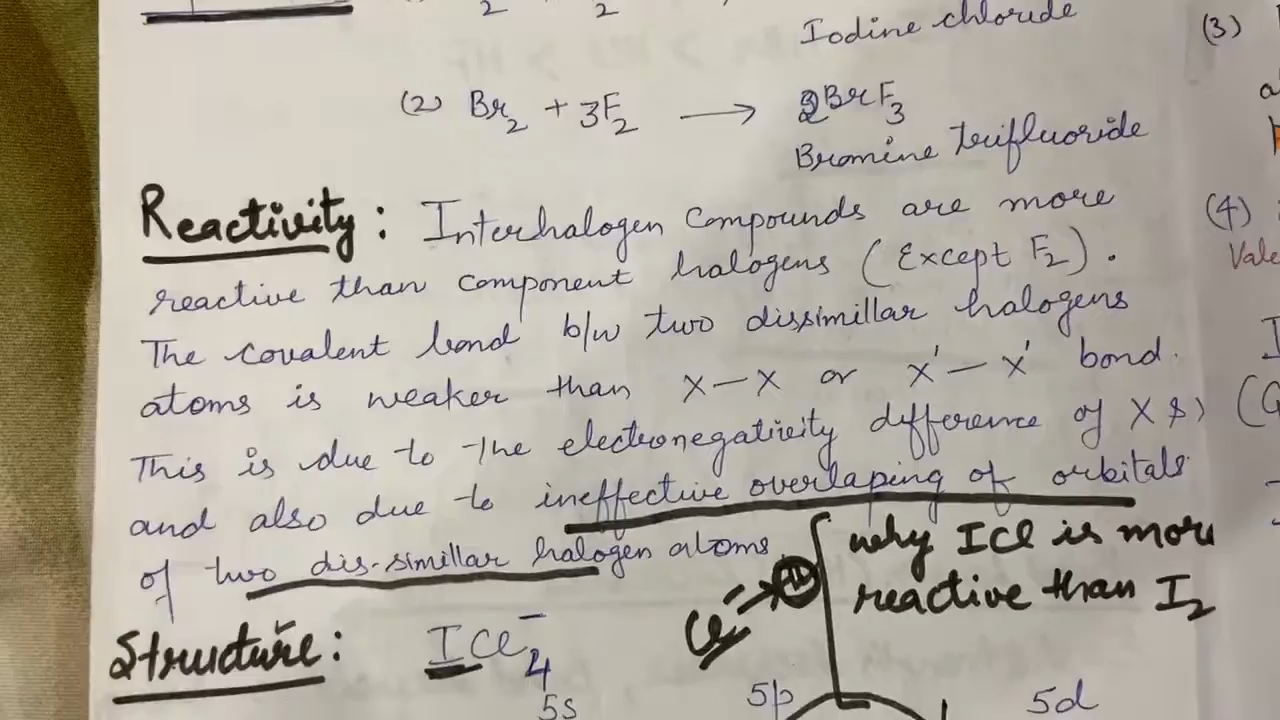 Iodine chloride
(3)
(2) Br2 + 3F2 → 2BrF3
Bromine trifluoride
Reactivity: Interhalogen compounds are more
reactive than component halogens (Except F2).
The covalent bond b/w two dissimillar halogens
atoms is weaker than X-X or X'-X' bond.
This is due to the electronegativity difference of X &
and also due to ineffective overlaping of orbitals
of two dis-simillar halogen atoms
(4)
Vale
why ICl is more
reactive than I2
Cl
Structure: ICl4-
5s 5p 5d